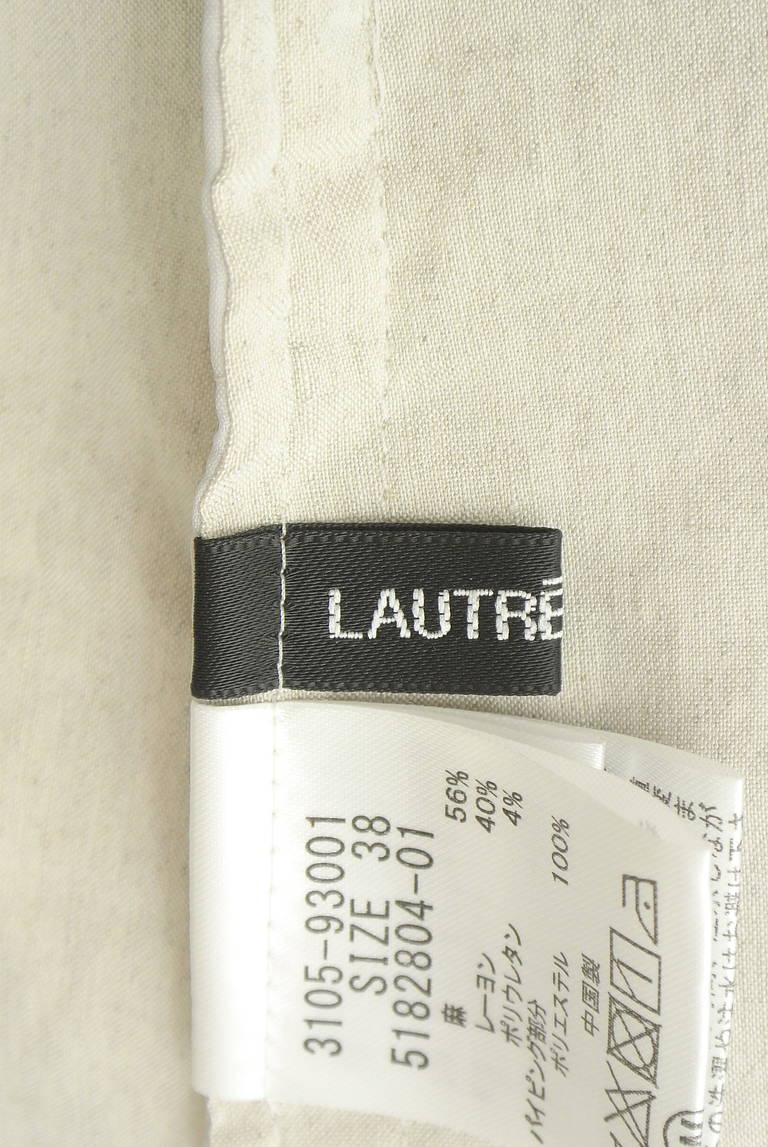 LAUTRÉ
3105-93001
SIZE 38
5182804-01
麻 56%
レーヨン 40%
ポリウレタン 4%
パイピング部分
ポリエステル 100%
中国製